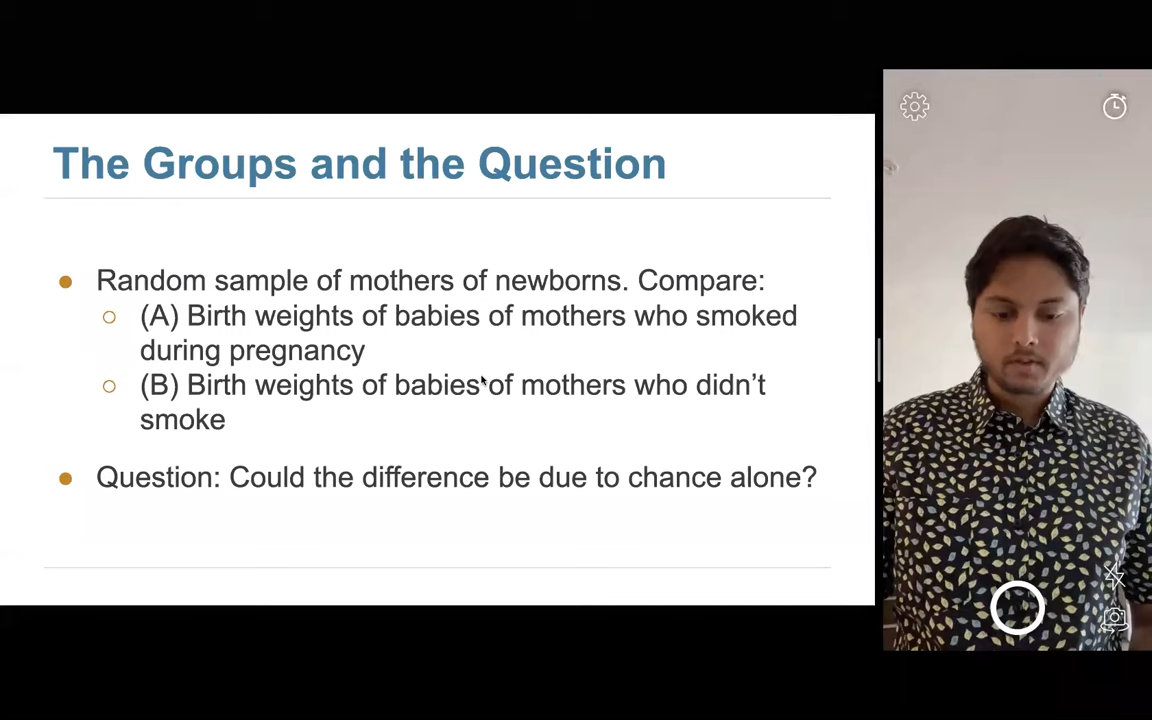 The Groups and the Question
● Random sample of mothers of newborns. Compare:
○ (A) Birth weights of babies of mothers who smoked
during pregnancy
○ (B) Birth weights of babies of mothers who didn’t
smoke
● Question: Could the difference be due to chance alone?